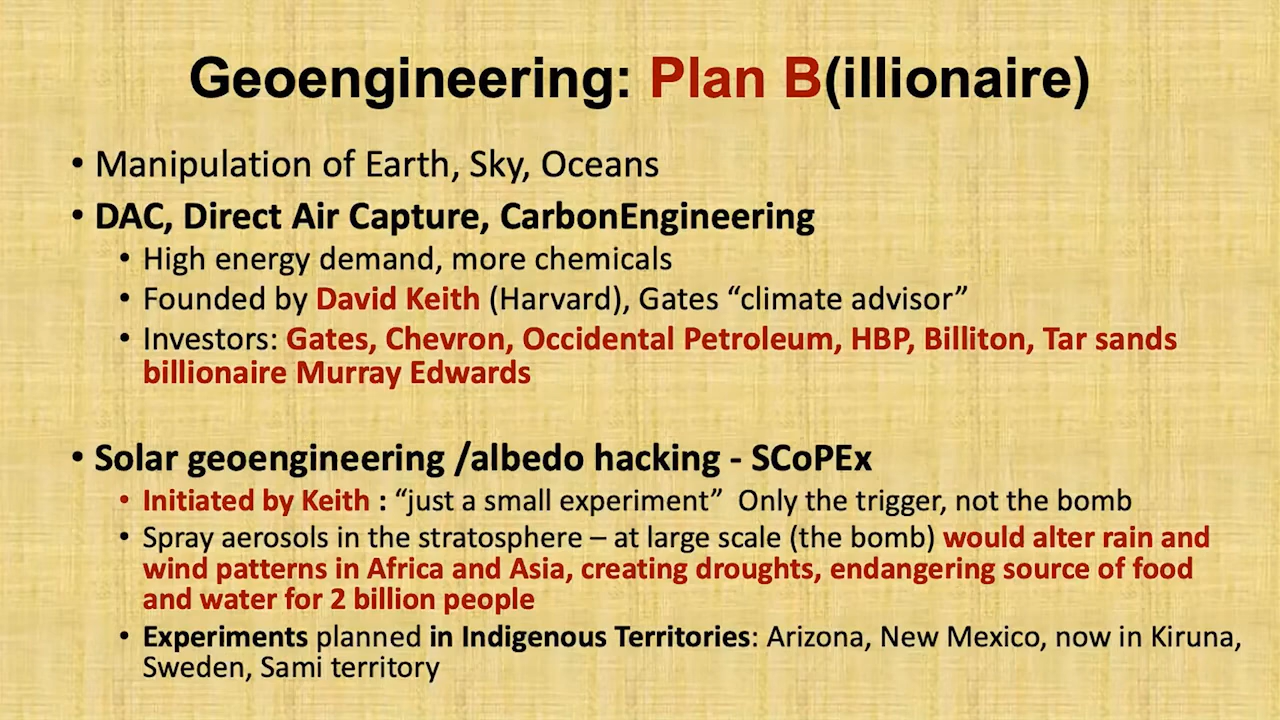 Geoengineering: Plan B(illionaire)
• Manipulation of Earth, Sky, Oceans
• DAC, Direct Air Capture, CarbonEngineering
• High energy demand, more chemicals
• Founded by David Keith (Harvard), Gates “climate advisor”
• Investors: Gates, Chevron, Occidental Petroleum, HBP, Billiton, Tar sands
billionaire Murray Edwards
• Solar geoengineering /albedo hacking - SCoPEx
• Initiated by Keith : “just a small experiment” Only the trigger, not the bomb
• Spray aerosols in the stratosphere – at large scale (the bomb) would alter rain and
wind patterns in Africa and Asia, creating droughts, endangering source of food
and water for 2 billion people
• Experiments planned in Indigenous Territories: Arizona, New Mexico, now in Kiruna,
Sweden, Sami territory